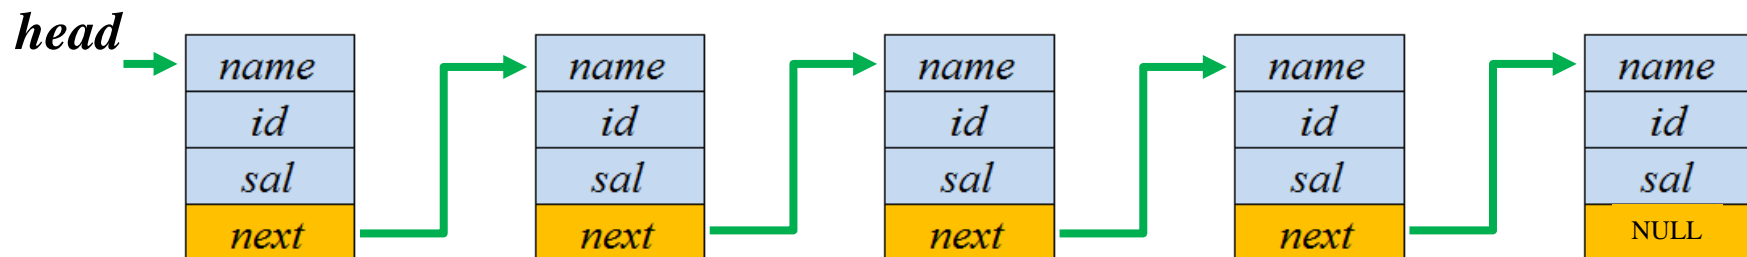 head
name name name name name
id id id id id
sal sal sal sal sal
next next next next NULL